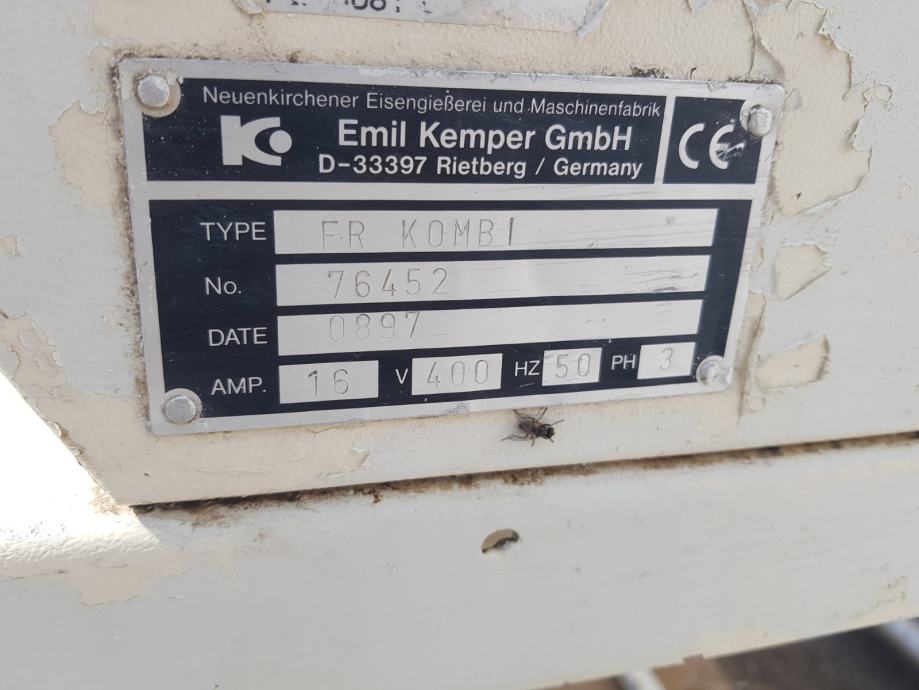 Neuenkirchener Eisengießerei und Maschinenfabrik
Emil Kemper GmbH
D-33397 Rietberg / Germany
CE
TYPE FR KOMBI
No. 76452
DATE 0897
AMP. 16 V 400 HZ 50 PH 3